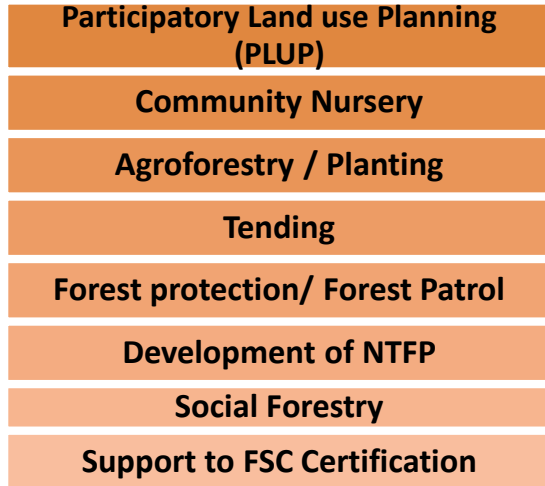 Participatory Land use Planning
(PLUP)
Community Nursery
Agroforestry / Planting
Tending
Forest protection/ Forest Patrol
Development of NTFP
Social Forestry
Support to FSC Certification